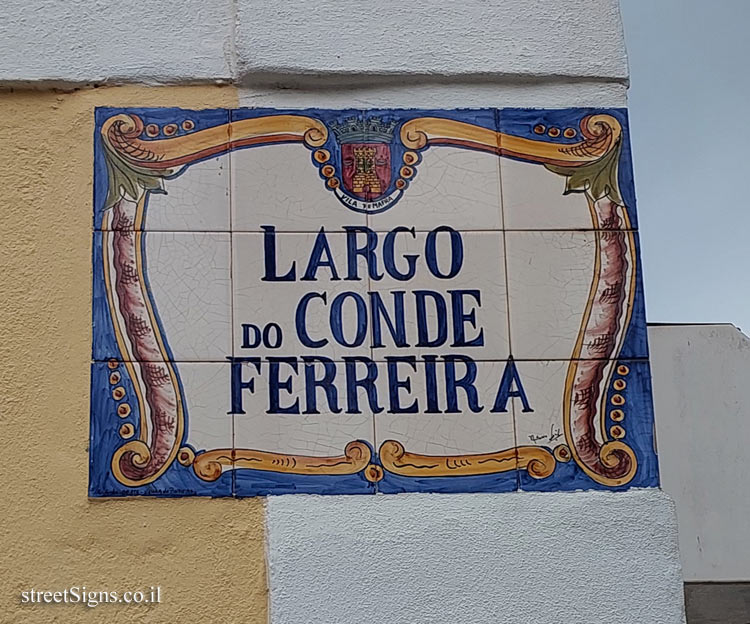 VILA DE MAFRA
LARGO
DO CONDE
FERREIRA
streetSigns.co.il